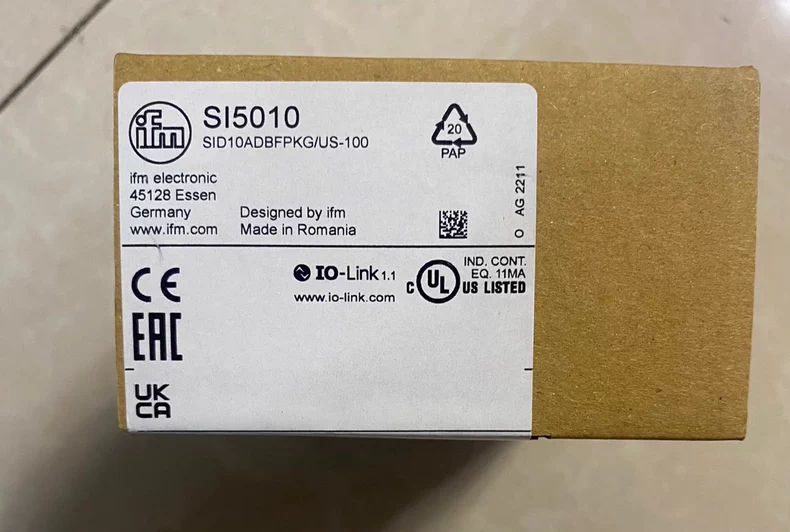 ifm
SI5010
SID10ADBFPKG/US-100
20
PAP
ifm electronic
45128 Essen
Germany
www.ifm.com
Designed by ifm
Made in Romania
O AG 2211
CE
IO-Link 1.1
www.io-link.com
C UL US LISTED
IND. CONT.
EQ. 11MA
EAC
UK
CA